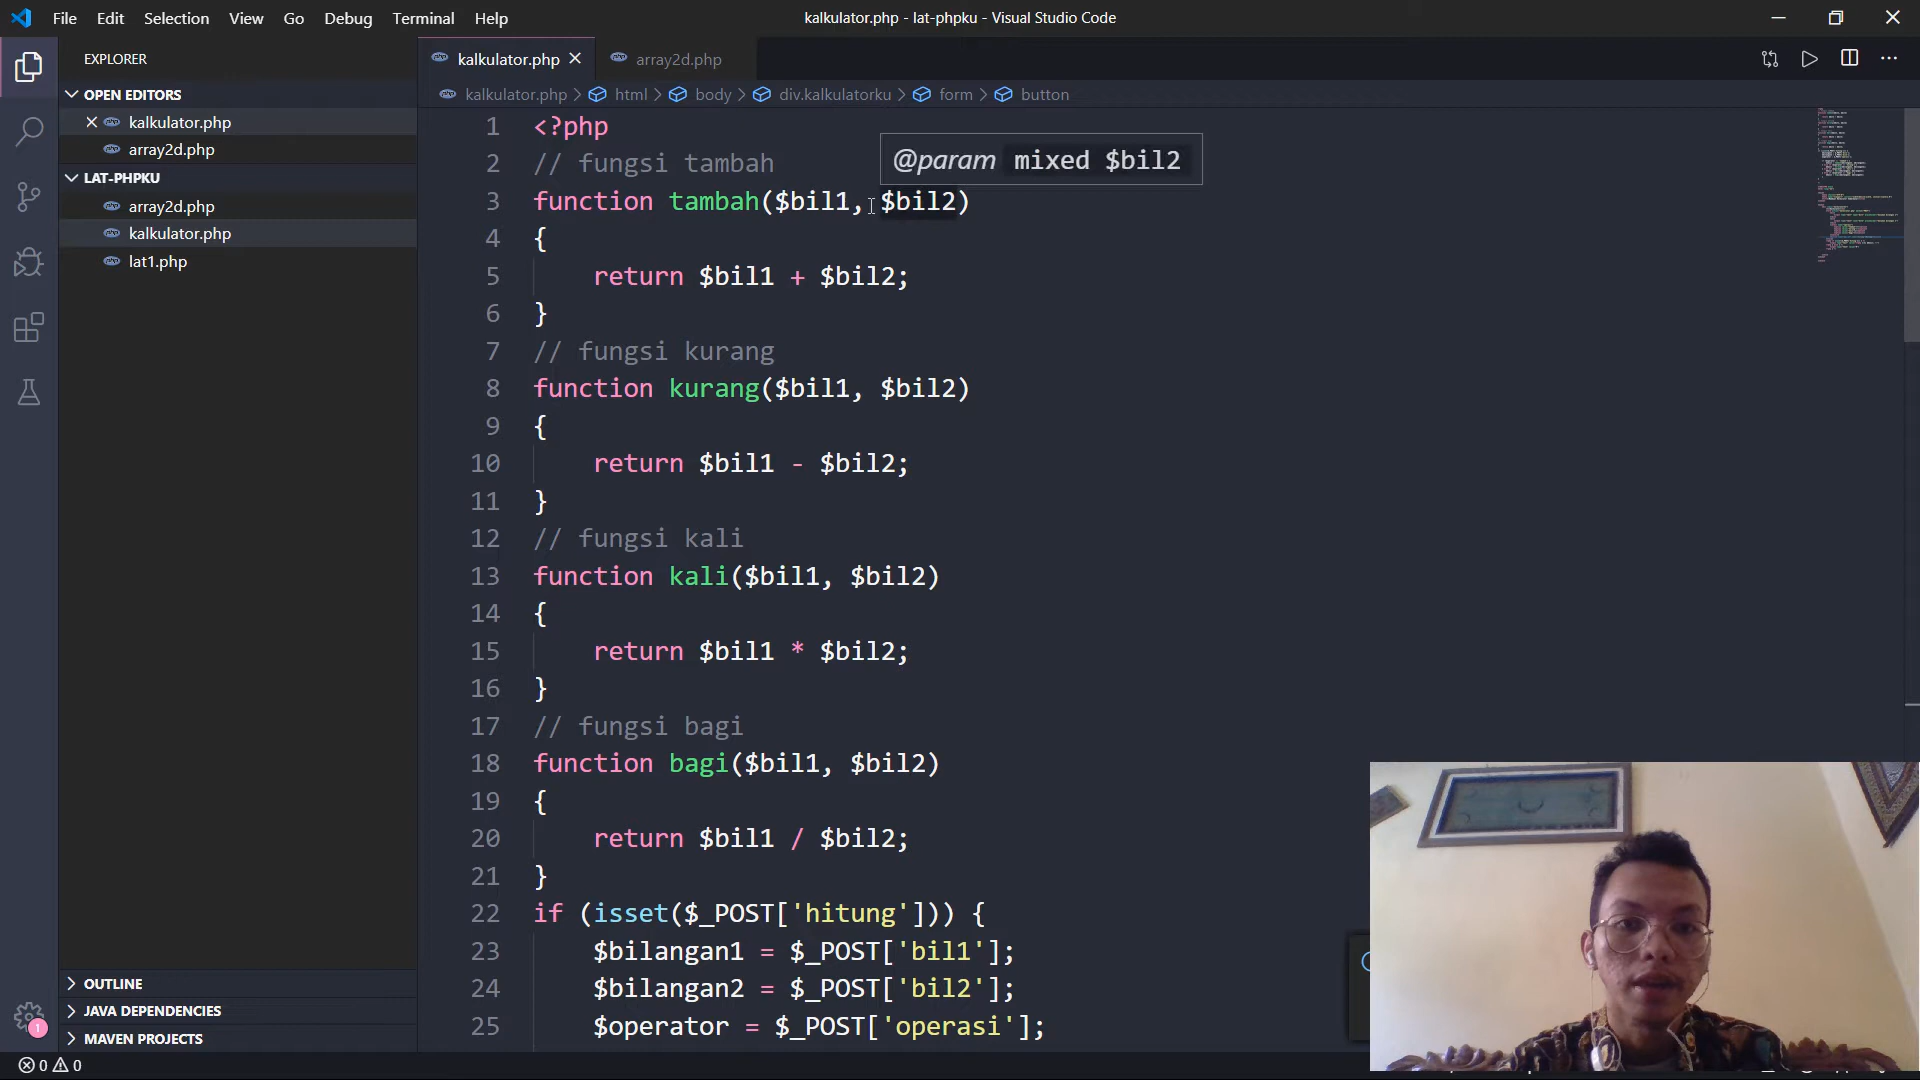 File Edit Selection View Go Debug Terminal Help
kalkulator.php - lat-phpku - Visual Studio Code
EXPLORER
OPEN EDITORS
kalkulator.php
array2d.php
LAT-PHPKU
array2d.php
kalkulator.php
lat1.php
OUTLINE
JAVA DEPENDENCIES
MAVEN PROJECTS
1
0 0
kalkulator.php
array2d.php
kalkulator.php > html > body > div.kalkulatorku > form > button
@param mixed $bil2
1 <?php
2 // fungsi tambah
3 function tambah($bil1, $bil2)
4 {
5 return $bil1 + $bil2;
6 }
7 // fungsi kurang
8 function kurang($bil1, $bil2)
9 {
10 return $bil1 - $bil2;
11 }
12 // fungsi kali
13 function kali($bil1, $bil2)
14 {
15 return $bil1 * $bil2;
16 }
17 // fungsi bagi
18 function bagi($bil1, $bil2)
19 {
20 return $bil1 / $bil2;
21 }
22 if (isset($_POST['hitung'])) {
23 $bilangan1 = $_POST['bil1'];
24 $bilangan2 = $_POST['bil2'];
25 $operator = $_POST['operasi'];